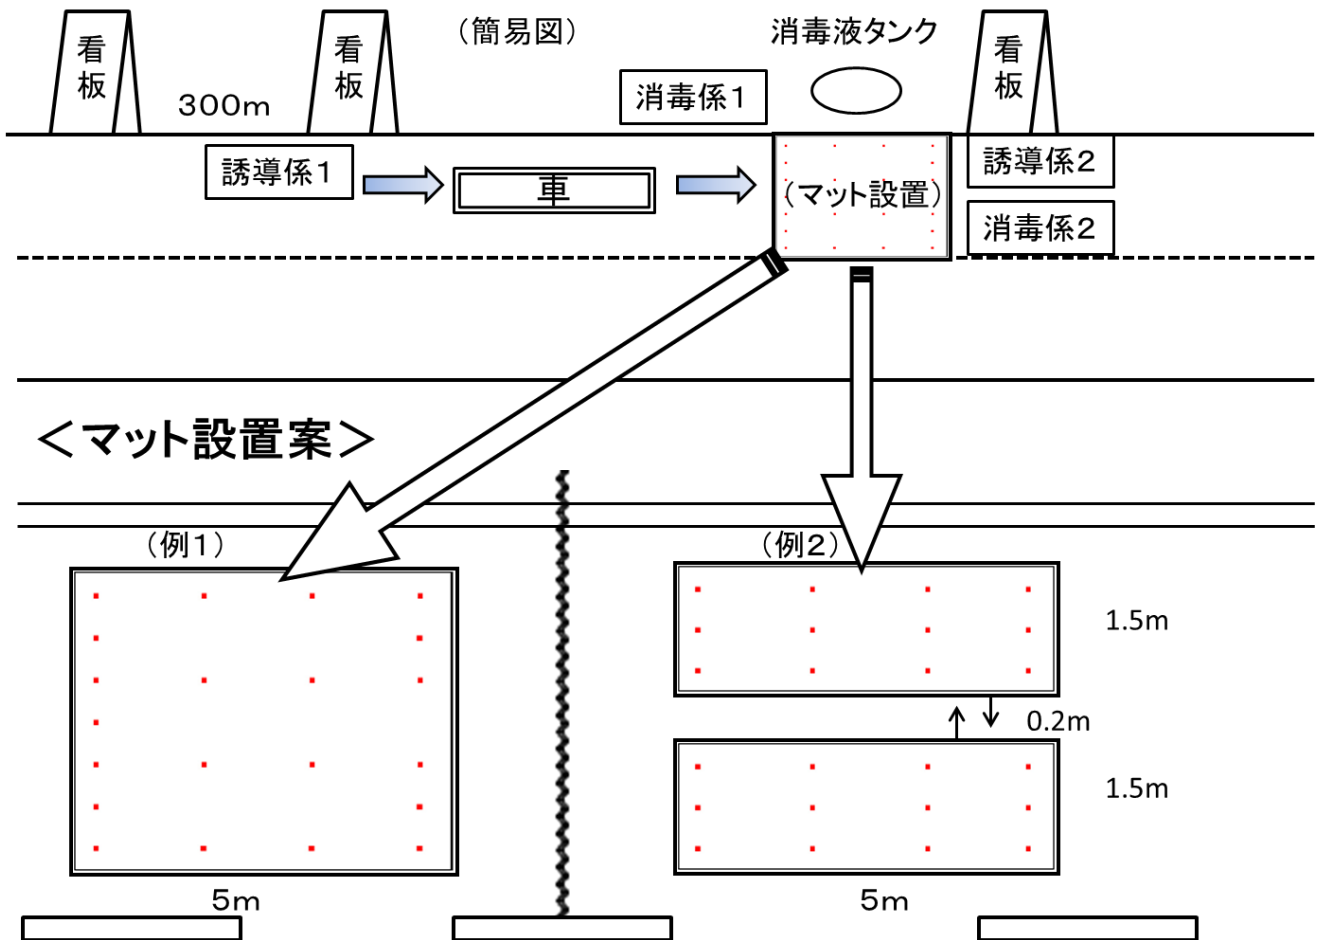 (簡易図)
消毒液タンク
看板
看板
看板
300m
消毒係1
誘導係1
車
(マット設置)
誘導係2
消毒係2
＜マット設置案＞
(例1)
(例2)
1.5m
0.2m
1.5m
5m
5m